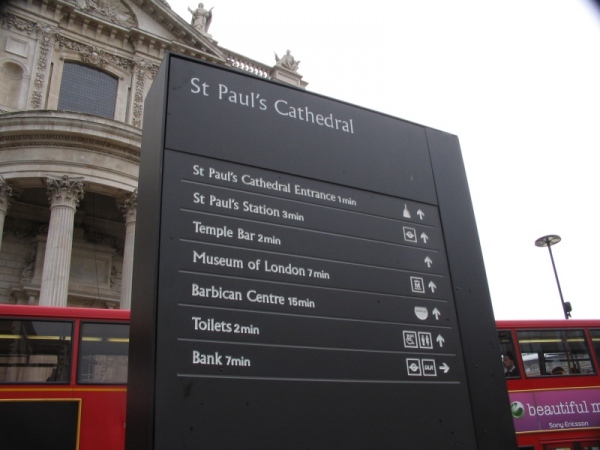 St Paul's Cathedral
St Paul's Cathedral Entrance 1min
St Paul's Station 3min
Temple Bar 2min
Museum of London 7min
M
Barbican Centre 15min
Toilets 2min
Bank 7min
DLR
beautiful m
Sony Ericsson